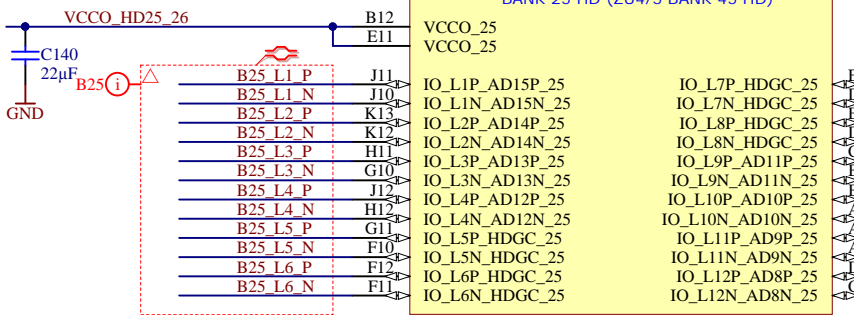 BANK 25 HD (ZU4/5 BANK 45 HD)
VCCO_HD25_26 B12 VCCO_25
E11 VCCO_25
C140
22µF
GND
B25 i
B25_L1_P J11 IO_L1P_AD15P_25 IO_L7P_HDGC_25
B25_L1_N J10 IO_L1N_AD15N_25 IO_L7N_HDGC_25
B25_L2_P K13 IO_L2P_AD14P_25 IO_L8P_HDGC_25
B25_L2_N K12 IO_L2N_AD14N_25 IO_L8N_HDGC_25
B25_L3_P H11 IO_L3P_AD13P_25 IO_L9P_AD11P_25
B25_L3_N G10 IO_L3N_AD13N_25 IO_L9N_AD11N_25
B25_L4_P J12 IO_L4P_AD12P_25 IO_L10P_AD10P_25
B25_L4_N H12 IO_L4N_AD12N_25 IO_L10N_AD10N_25
B25_L5_P G11 IO_L5P_HDGC_25 IO_L11P_AD9P_25
B25_L5_N F10 IO_L5N_HDGC_25 IO_L11N_AD9N_25
B25_L6_P F12 IO_L6P_HDGC_25 IO_L12P_AD8P_25
B25_L6_N F11 IO_L6N_HDGC_25 IO_L12N_AD8N_25